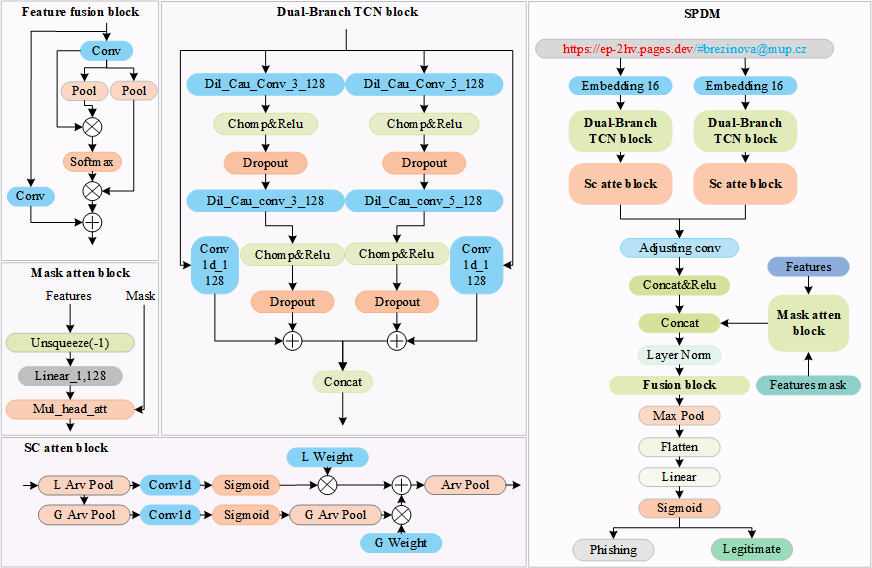 Feature fusion block
Conv
Pool
Pool
Softmax
Conv
Mask atten block
Features
Mask
Unsqueeze(-1)
Linear_1,128
Mul_head_att
Dual-Branch TCN block
Dil_Cau_Conv_3_128
Dil_Cau_Conv_5_128
Chomp&Relu
Chomp&Relu
Dropout
Dropout
Dil_Cau_conv_3_128
Dil_Cau_conv_5_128
Conv
1d_1
128
Chomp&Relu
Chomp&Relu
Conv
1d_1
128
Dropout
Dropout
Concat
SC atten block
L Weight
L Arv Pool
Conv1d
Sigmoid
Arv Pool
G Arv Pool
Conv1d
Sigmoid
G Arv Pool
G Weight
SPDM
https://ep-2hv.pages.dev/#brezinova@mup.cz
Embedding 16
Embedding 16
Dual-Branch
TCN block
Dual-Branch
TCN block
Sc atte block
Sc atte block
Adjusting conv
Features
Concat&Relu
Concat
Mask atten
block
Layer Norm
Fusion block
Features mask
Max Pool
Flatten
Linear
Sigmoid
Phishing
Legitimate